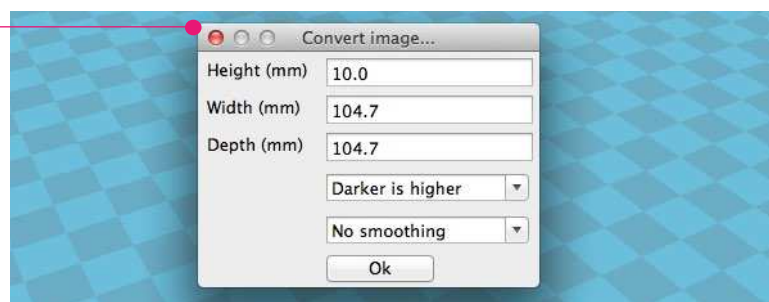 Convert image...
Height (mm) 10.0
Width (mm) 104.7
Depth (mm) 104.7
Darker is higher
No smoothing
Ok